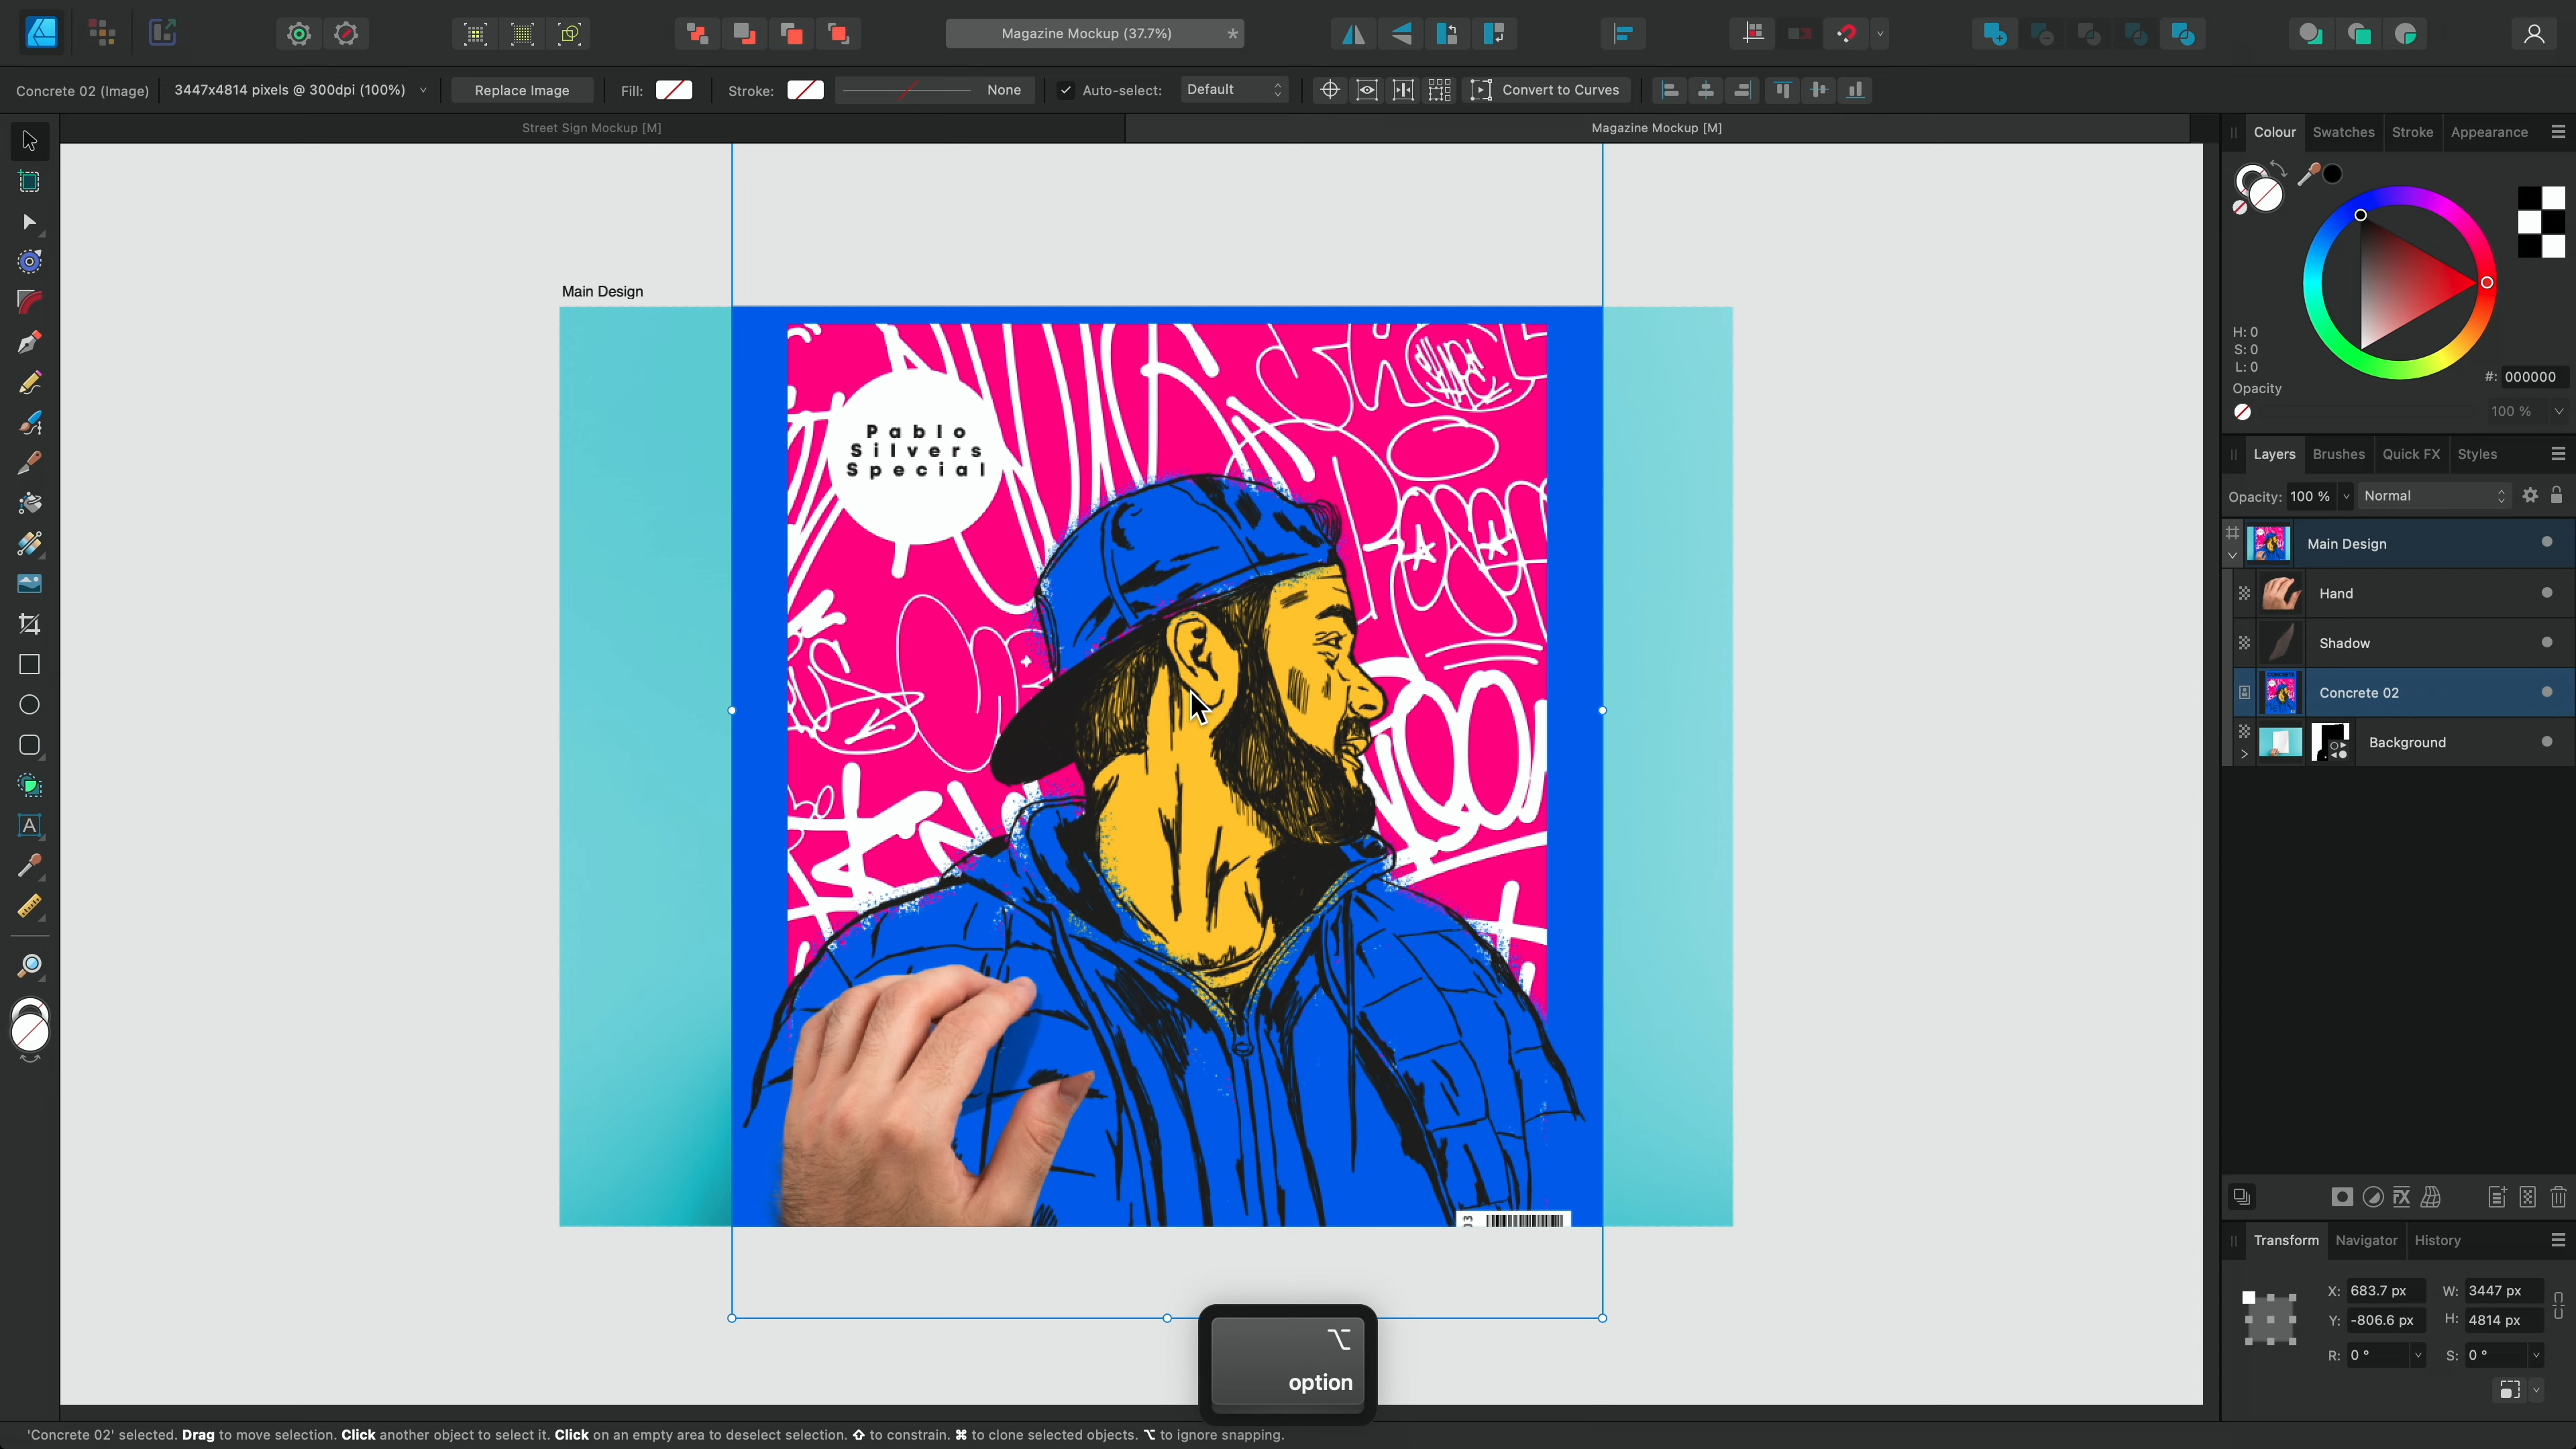 Magazine Mockup (37.7%)
*
Concrete 02 (Image)
3447x4814 pixels @ 300dpi (100%)
Replace Image
Fill:
Stroke:
None
Auto-select:
Default
Convert to Curves
Street Sign Mockup [M]
Magazine Mockup [M]
Colour
Swatches
Stroke
Appearance
H: 0
S: 0
L: 0
#: 000000
Opacity
100 %
Layers
Brushes
Quick FX
Styles
Opacity: 100 %
Normal
Main Design
Hand
Shadow
Concrete 02
Background
Main Design
Pablo
Silvers
Special
03
Transform
Navigator
History
X: 683.7 px
W: 3447 px
Y: -806.6 px
H: 4814 px
R: 0 °
S: 0 °
⌥
option
'Concrete 02' selected. Drag to move selection. Click another object to select it. Click on an empty area to deselect selection. ⇧ to constrain. ⌘ to clone selected objects. ⌥ to ignore snapping.